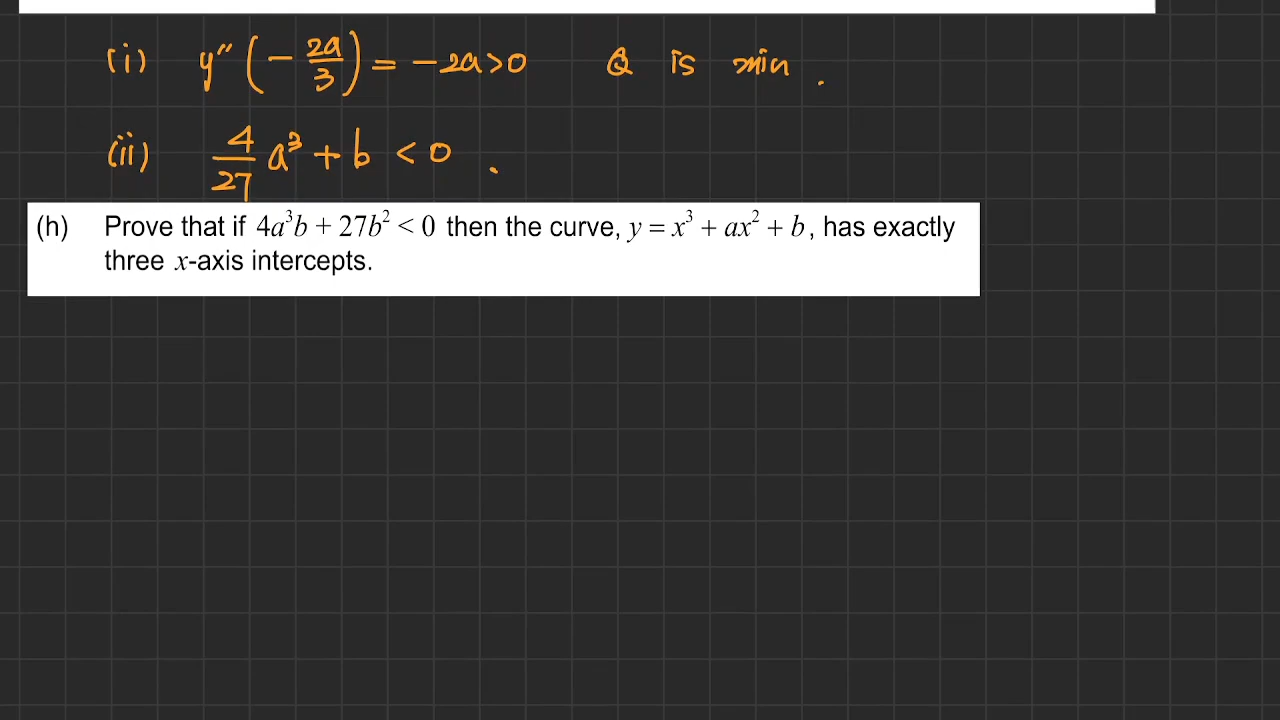 (i) y″(-2a/3) = -2a>0 Q is min.
(ii) 4/27 a³ + b < 0.
(h) Prove that if 4a³b + 27b² < 0 then the curve, y = x³ + ax² + b, has exactly
three x-axis intercepts.